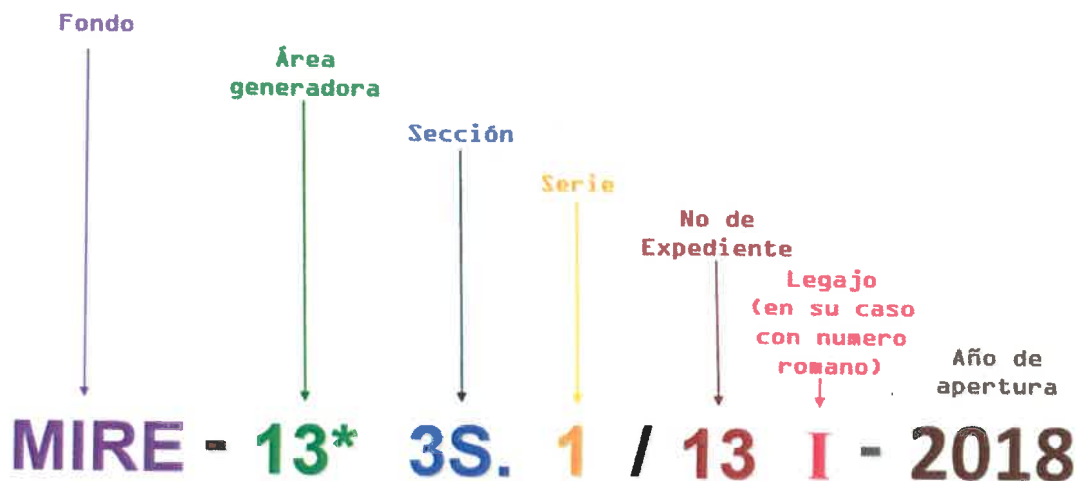 Fondo
Área
generadora
Sección
Serie
No de
Expediente
Legajo
(en su caso
con numero
romano)
Año de
apertura
MIRE - 13* 3S. 1 / 13 I - 2018